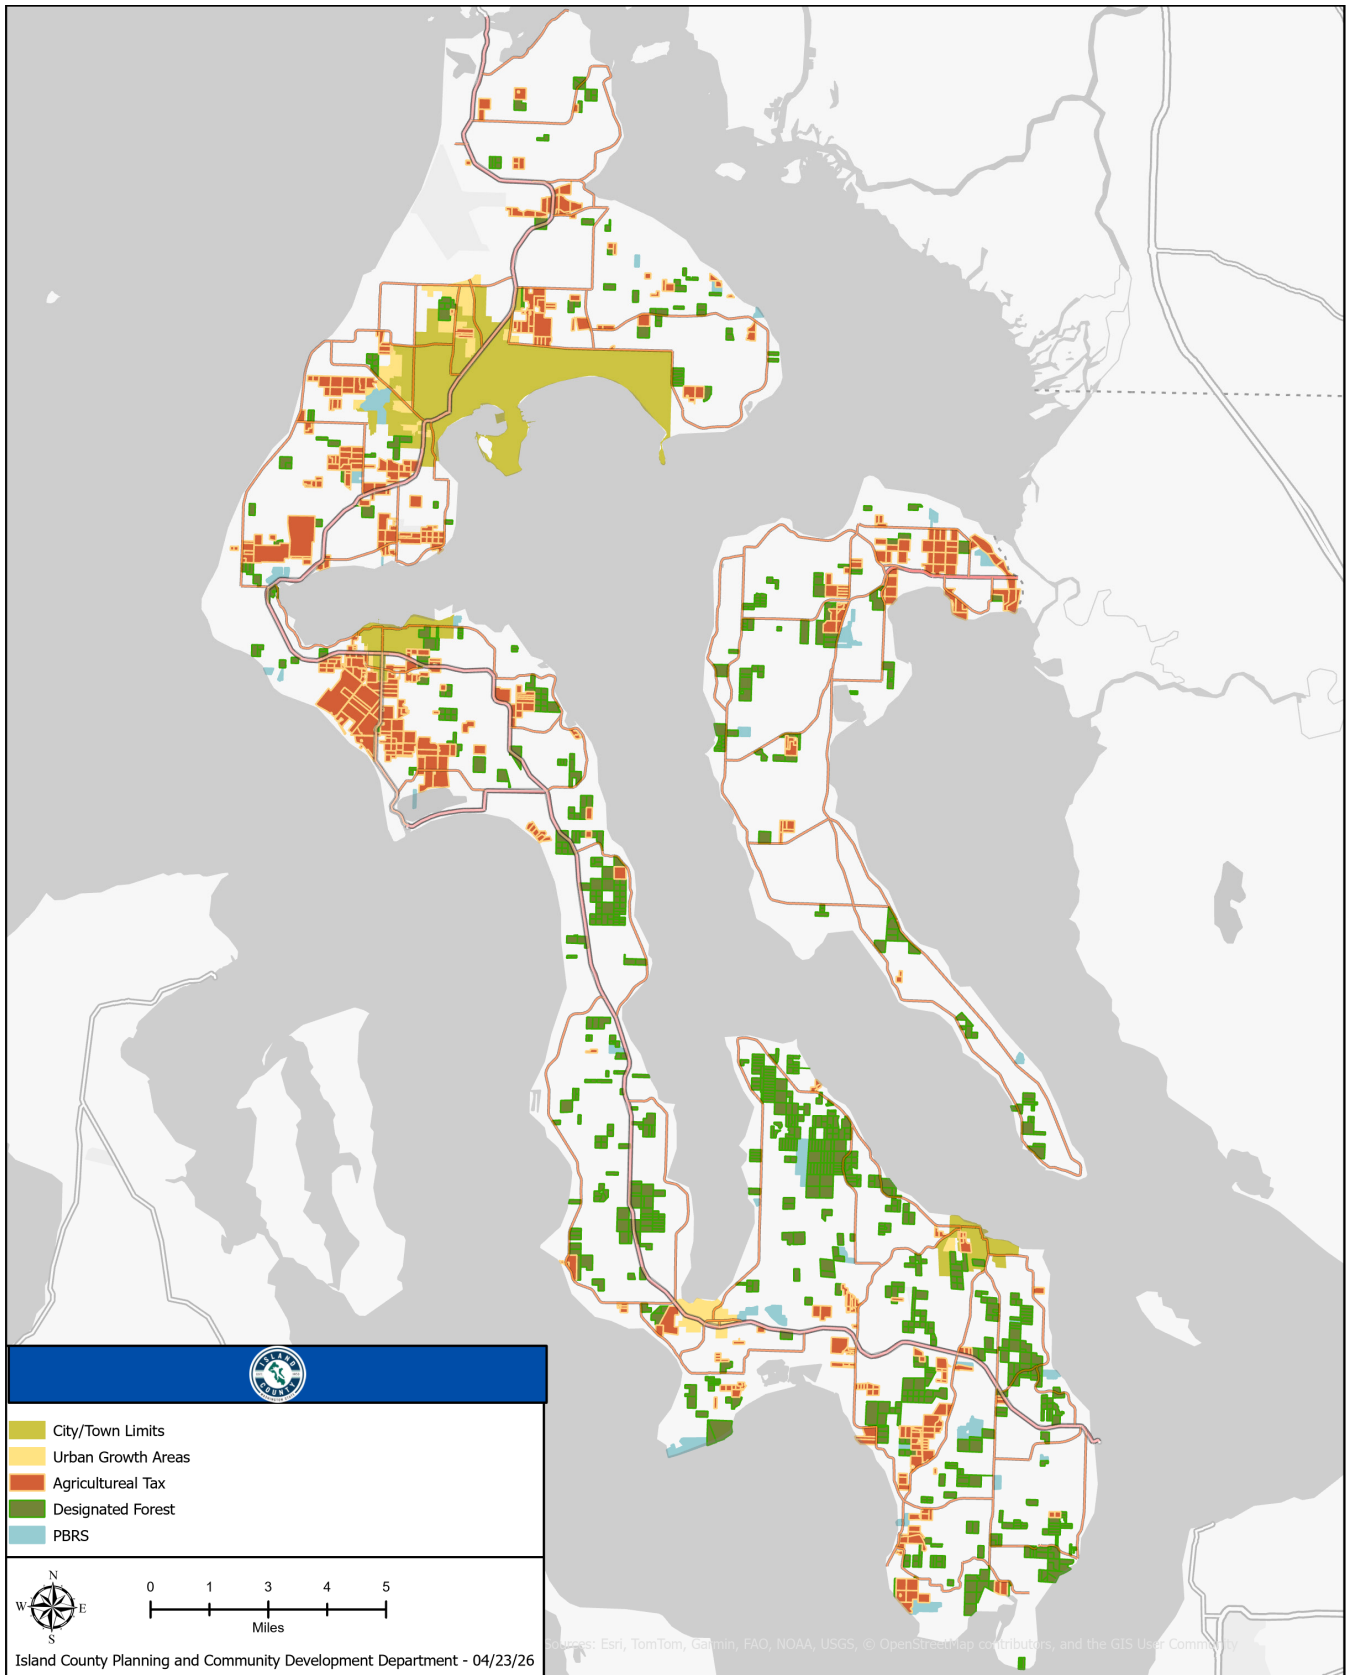 ISLAND
COUNTY
City/Town Limits
Urban Growth Areas
Agricultureal Tax
Designated Forest
PBRS
N
W E
S
0 1 3 4 5
Miles
Island County Planning and Community Development Department - 04/23/26
Sources: Esri, TomTom, Garmin, FAO, NOAA, USGS, © OpenStreetMap contributors, and the GIS User Community